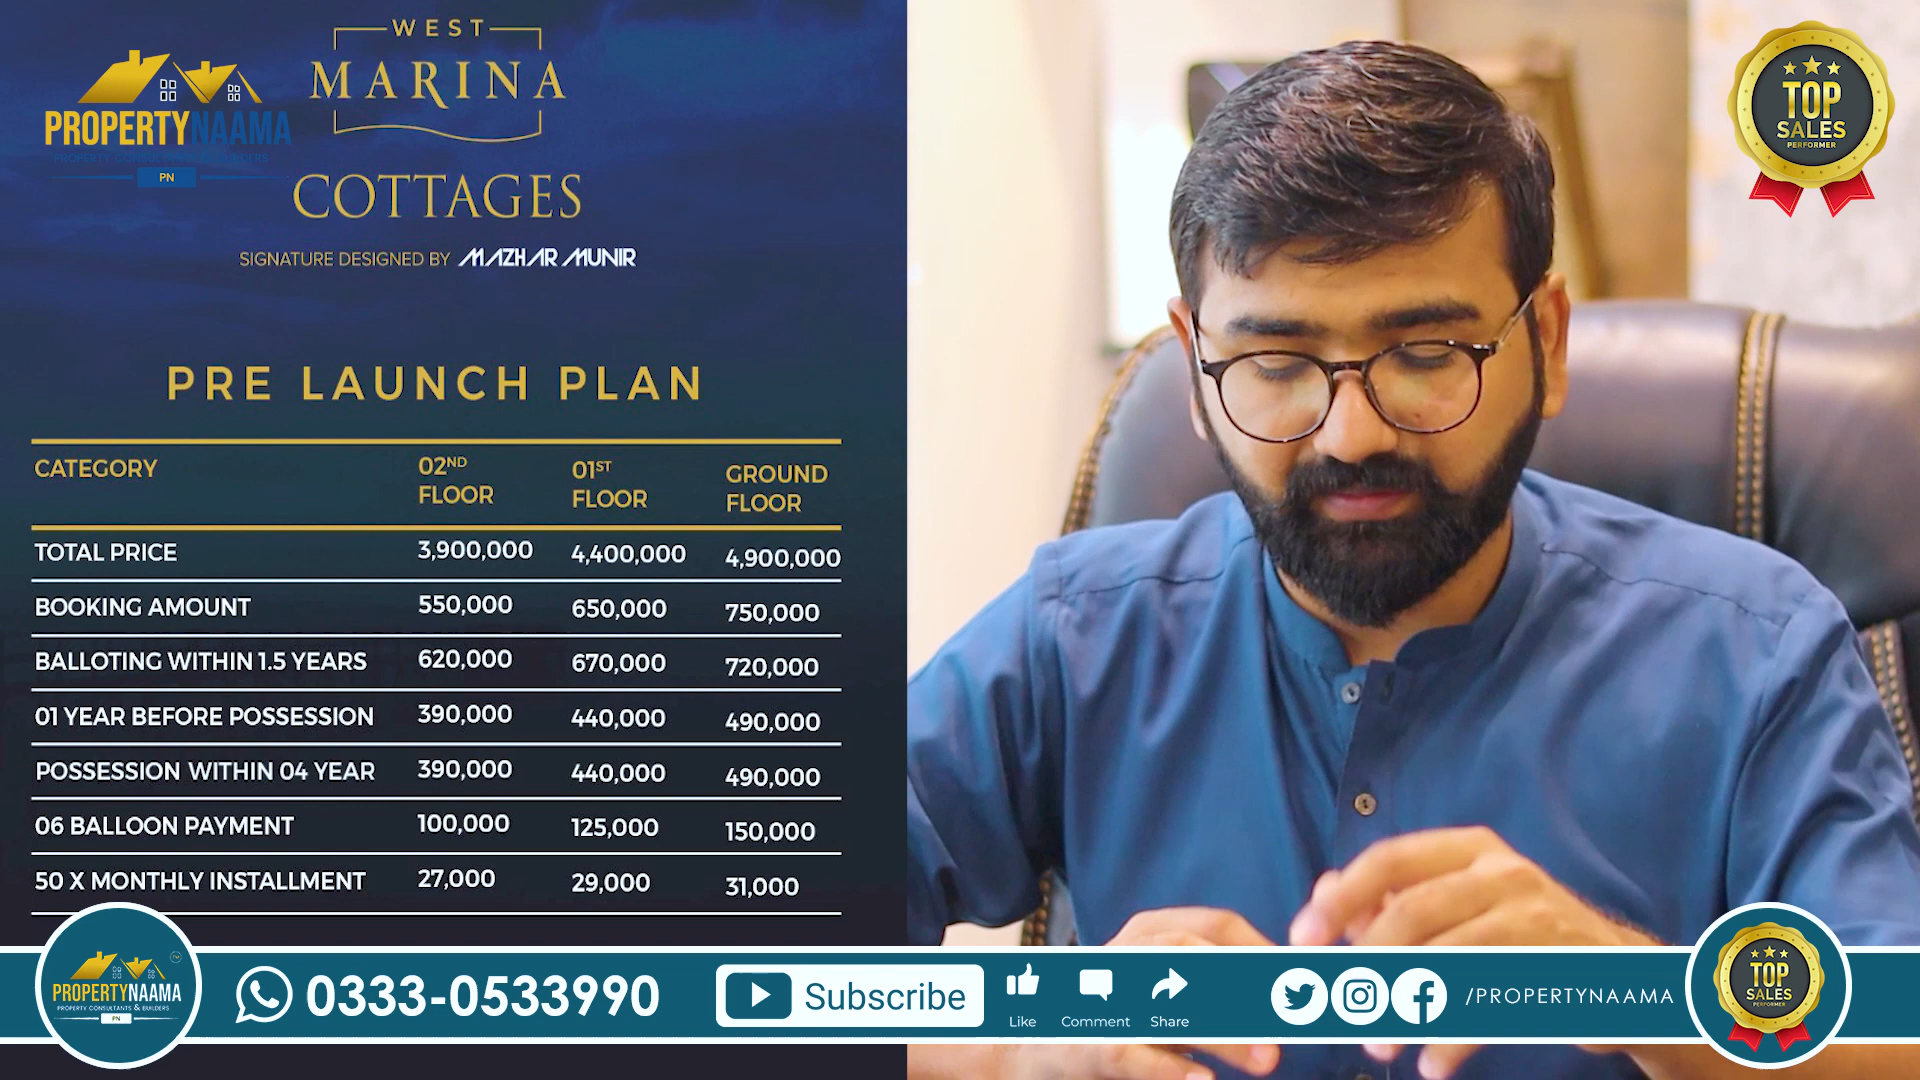 WEST
MARINA
COTTAGES
SIGNATURE DESIGNED BY MAZHAR MUNIR
PROPERTYNAAMA
PROPERTY CONSULTANTS & BUILDERS
PN
TOP
SALES
PERFORMER
PRE LAUNCH PLAN
CATEGORY 02ND FLOOR 01ST FLOOR GROUND FLOOR
TOTAL PRICE 3,900,000 4,400,000 4,900,000
BOOKING AMOUNT 550,000 650,000 750,000
BALLOTING WITHIN 1.5 YEARS 620,000 670,000 720,000
01 YEAR BEFORE POSSESSION 390,000 440,000 490,000
POSSESSION WITHIN 04 YEAR 390,000 440,000 490,000
06 BALLOON PAYMENT 100,000 125,000 150,000
50 X MONTHLY INSTALLMENT 27,000 29,000 31,000
PROPERTYNAAMA
PROPERTY CONSULTANTS & BUILDERS
PN
0333-0533990
Subscribe
Like Comment Share
/PROPERTYNAAMA
TOP
SALES
PERFORMER